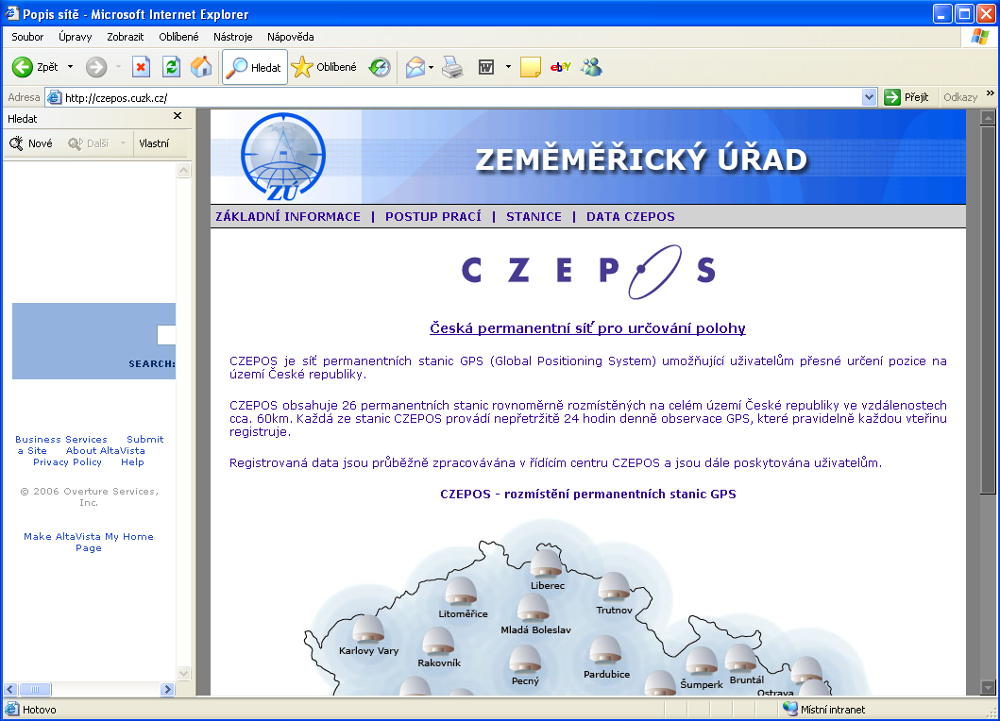 Popis sítě - Microsoft Internet Explorer
Soubor Úpravy Zobrazit Oblíbené Nástroje Nápověda
Zpět Hledat Oblíbené ebY
Adresa http://czepos.cuzk.cz/ Přejít Odkazy »
Hledat
Nové Další Vlastní
SEARCH:
Business Services Submit
a Site About AltaVista
Privacy Policy Help
© 2006 Overture Services,
Inc.
Make AltaVista My Home
Page
ZÚ
ZEMĚMĚŘICKÝ ÚŘAD
ZÁKLADNÍ INFORMACE | POSTUP PRACÍ | STANICE | DATA CZEPOS
CZEPOS
Česká permanentní síť pro určování polohy
CZEPOS je síť permanentních stanic GPS (Global Positioning System) umožňující uživatelům přesné určení pozice na
území České republiky.
CZEPOS obsahuje 26 permanentních stanic rovnoměrně rozmístěných na celém území České republiky ve vzdálenostech
cca. 60km. Každá ze stanic CZEPOS provádí nepřetržitě 24 hodin denně observace GPS, které pravidelně každou vteřinu
registruje.
Registrovaná data jsou průběžně zpracovávána v řídícím centru CZEPOS a jsou dále poskytována uživatelům.
CZEPOS - rozmístění permanentních stanic GPS
Liberec
Litoměřice
Trutnov
Mladá Boleslav
Karlovy Vary
Rakovník
Pecný
Pardubice
Šumperk
Bruntál
Ostrava
Hotovo
Místní intranet